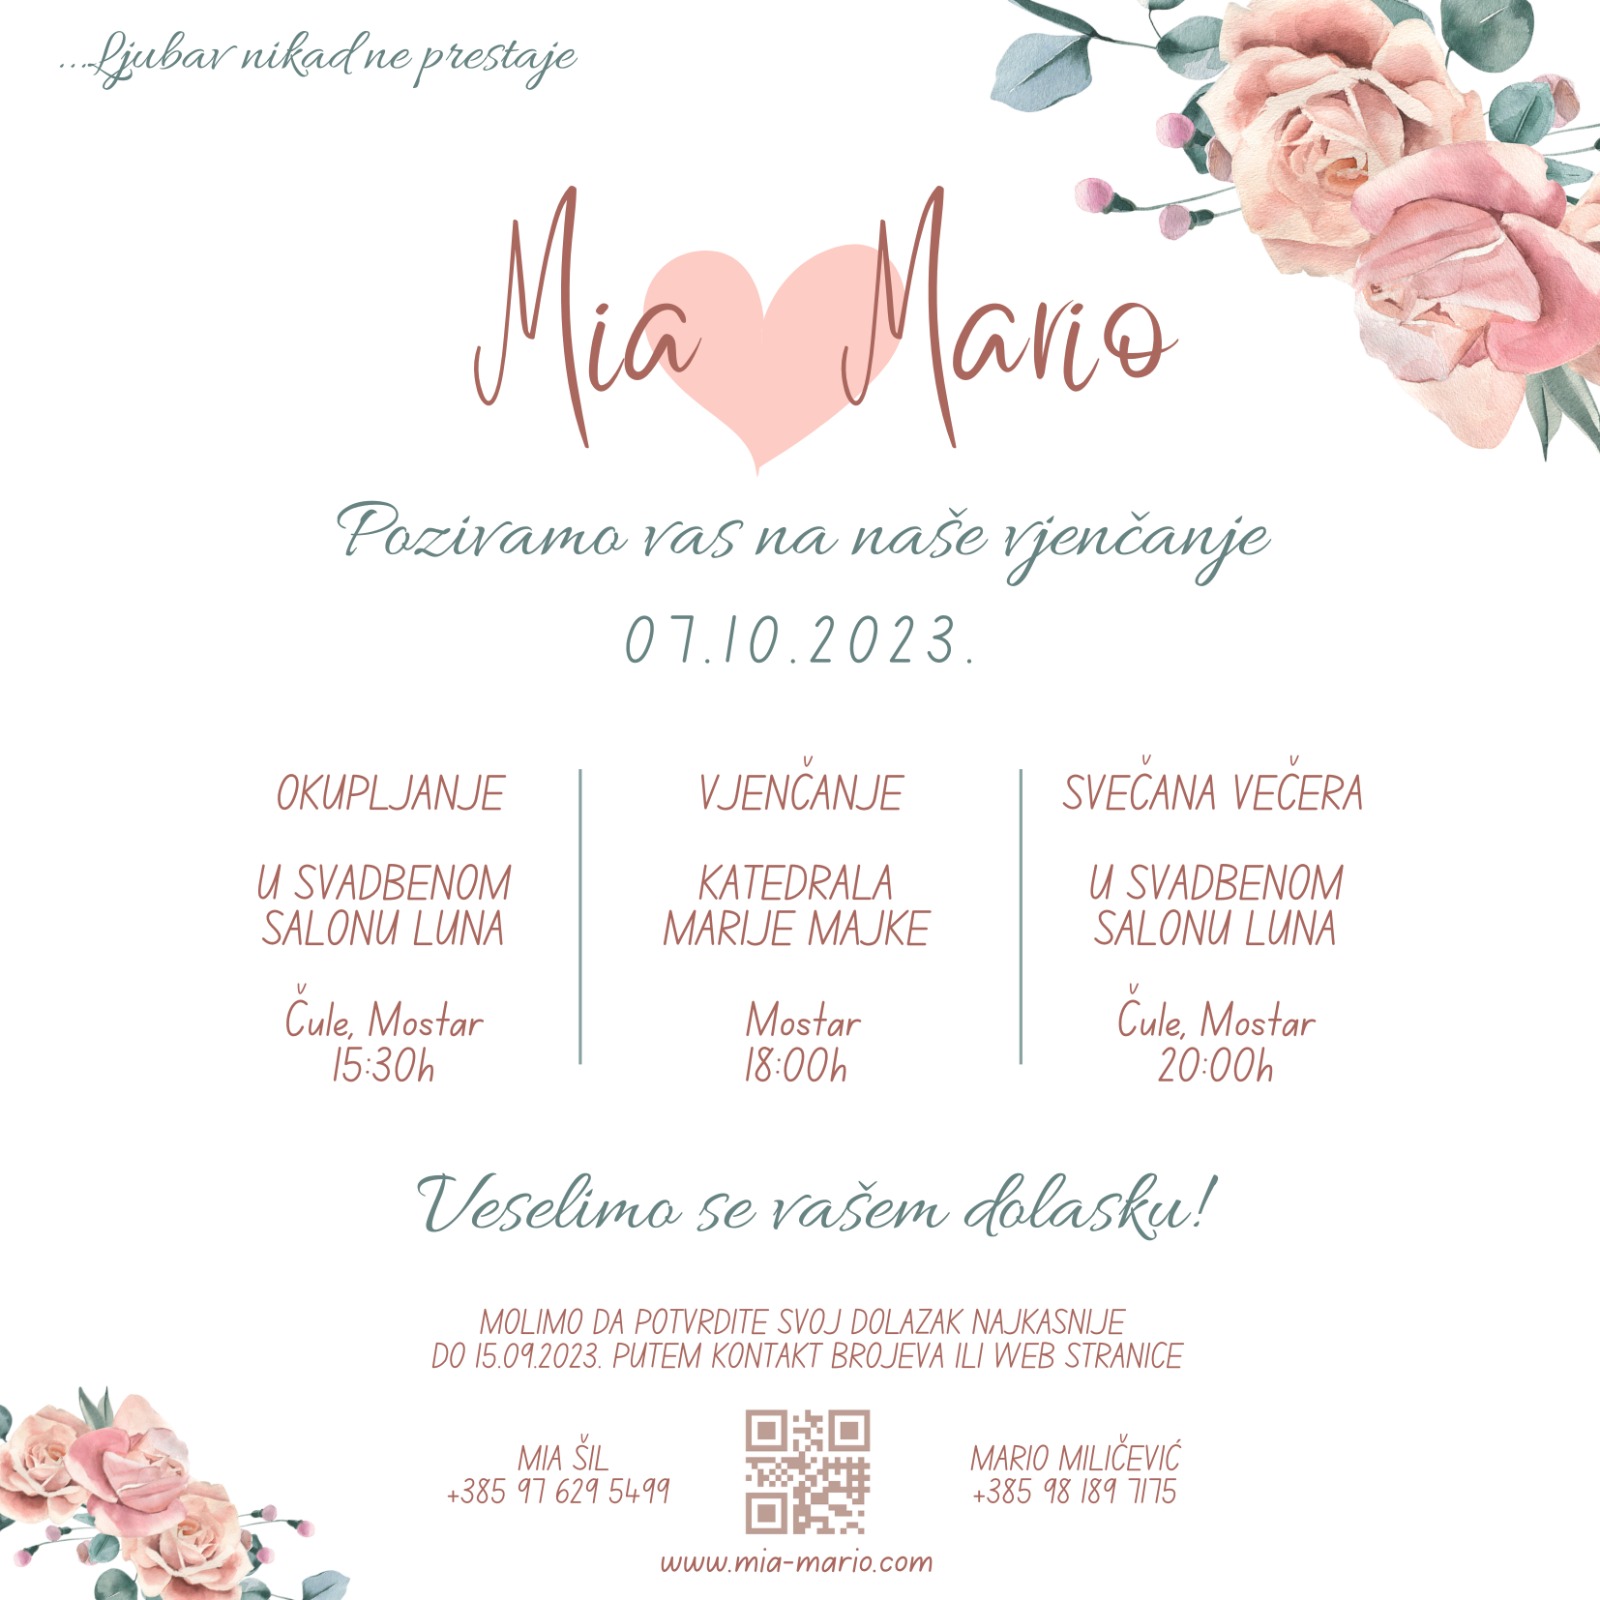 ...Ljubav nikad ne prestaje
Mia Mario
Pozivamo vas na naše vjenčanje
07.10.2023.
OKUPLJANJE
U SVADBENOM
SALONU LUNA
Čule, Mostar
15:30h
VJENČANJE
KATEDRALA
MARIJE MAJKE
Mostar
18:00h
SVEČANA VEČERA
U SVADBENOM
SALONU LUNA
Čule, Mostar
20:00h
Veselimo se vašem dolasku!
MOLIMO DA POTVRDITE SVOJ DOLAZAK NAJKASNIJE
DO 15.09.2023. PUTEM KONTAKT BROJEVA ILI WEB STRANICE
MIA ŠIL
+385 97 629 5499
MARIO MILIČEVIĆ
+385 98 189 7175
www.mia-mario.com